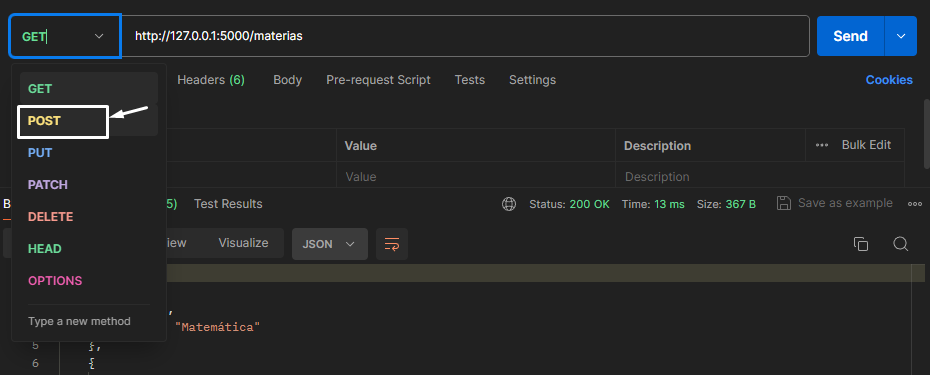 GET
http://127.0.0.1:5000/materias
Send
Headers (6) Body Pre-request Script Tests Settings Cookies
GET
POST
PUT
PATCH
DELETE
HEAD
OPTIONS
Type a new method
Value Description ••• Bulk Edit
Value Description
B 5) Test Results Status: 200 OK Time: 13 ms Size: 367 B Save as example •••
iew Visualize JSON
,
"Matemática"
5 },
6 {